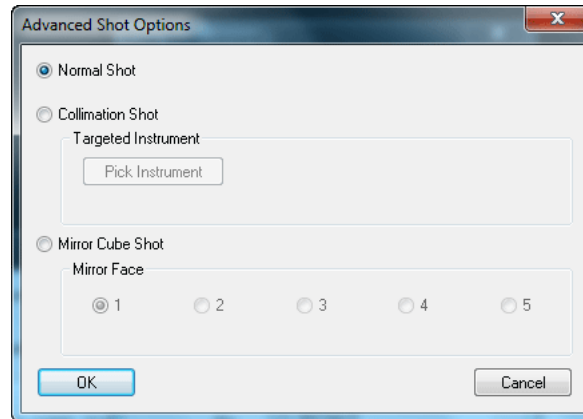 Advanced Shot Options
Normal Shot
Collimation Shot
Targeted Instrument
Pick Instrument
Mirror Cube Shot
Mirror Face
1 2 3 4 5
OK Cancel